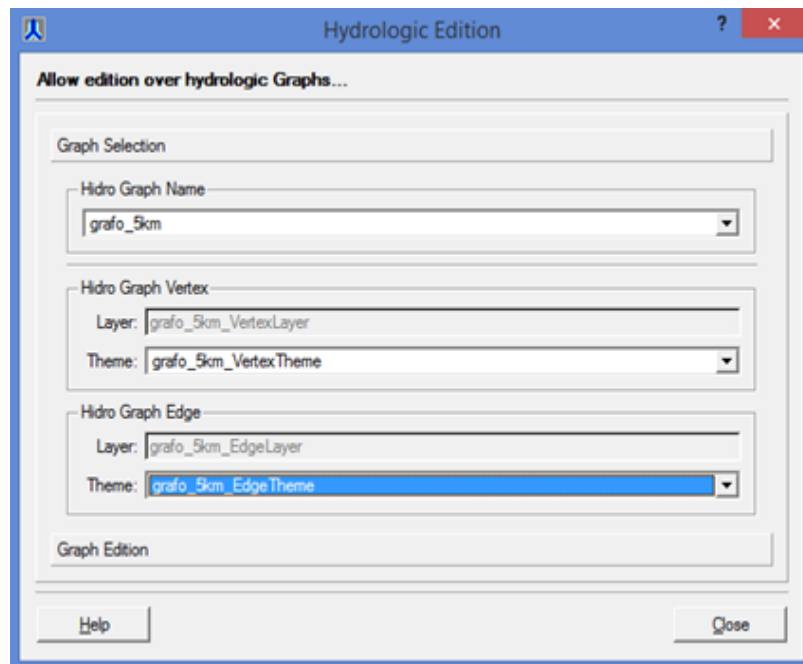 Hydrologic Edition
?
×
Allow edition over hydrologic Graphs...
Graph Selection
Hidro Graph Name
grafo_5km
Hidro Graph Vertex
Layer: grafo_5km_VertexLayer
Theme: grafo_5km_VertexTheme
Hidro Graph Edge
Layer: grafo_5km_EdgeLayer
Theme: grafo_5km_EdgeTheme
Graph Edition
Help
Close